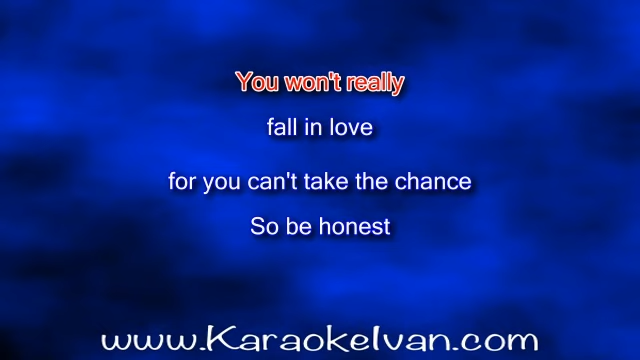 You won't really
fall in love
for you can't take the chance
So be honest
www.KaraokeIvan.com